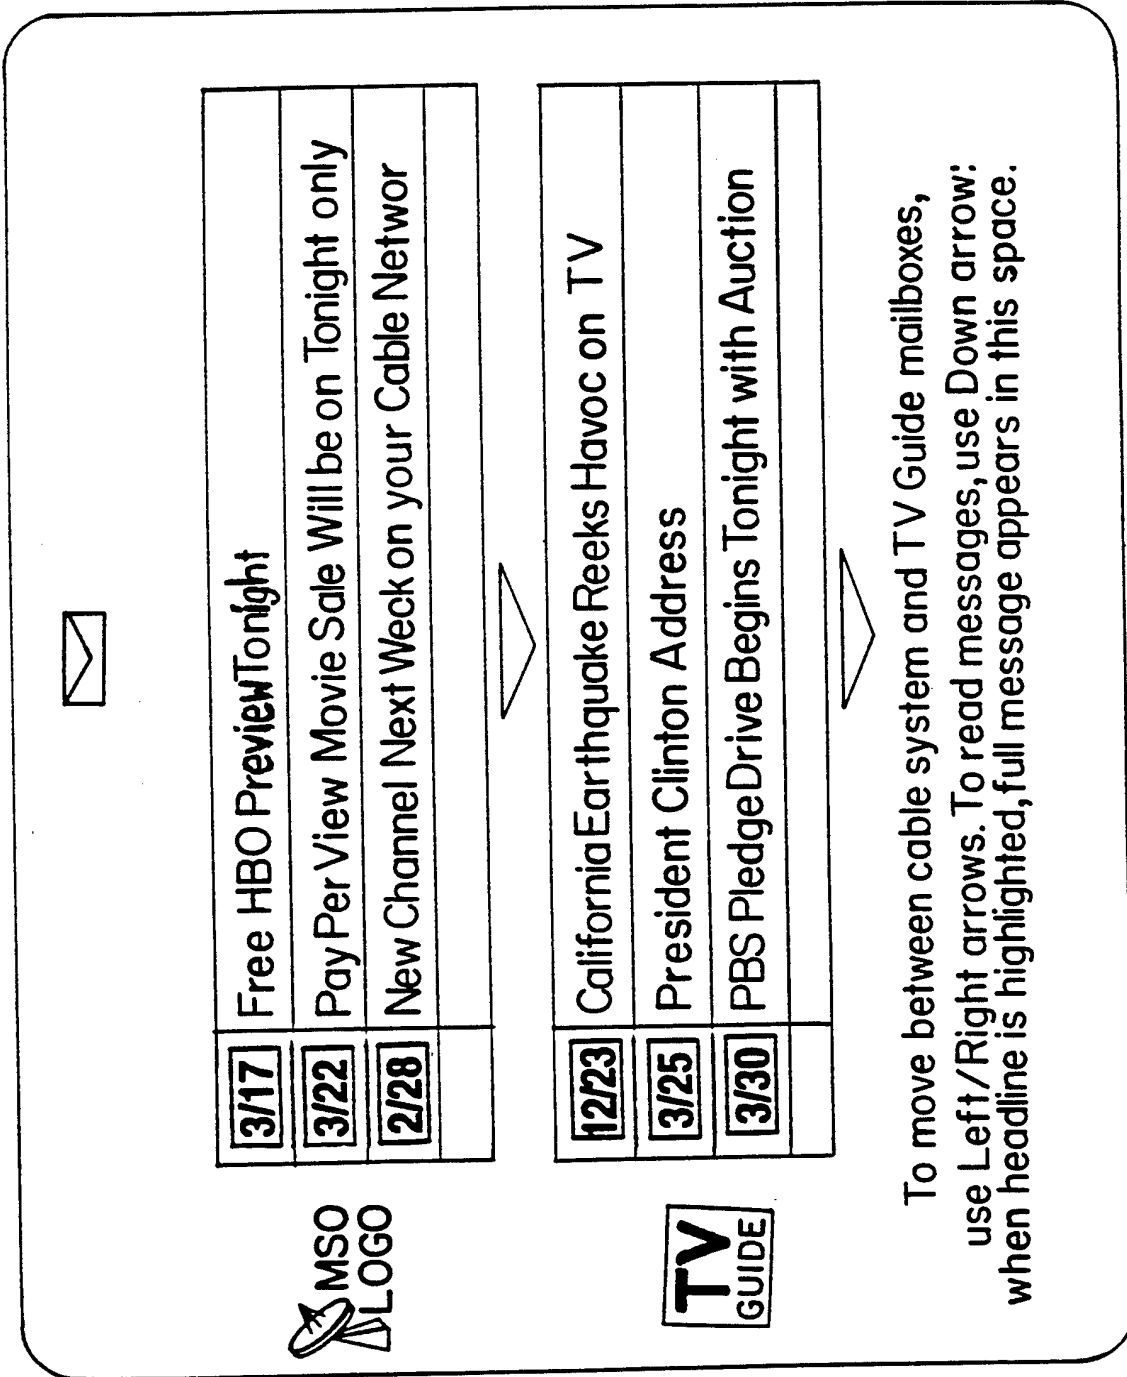 MSO
LOGO
3/17 Free HBO Preview Tonight
3/22 Pay Per View Movie Sale Will be on Tonight only
2/28 New Channel Next Weck on your Cable Networ
TV
GUIDE
12/23 California Earthquake Reeks Havoc on TV
3/25 President Clinton Address
3/30 PBS Pledge Drive Begins Tonight with Auction
To move between cable system and TV Guide mailboxes,
use Left/Right arrows. To read messages, use Down arrow:
when headline is highlighted, full message appears in this space.